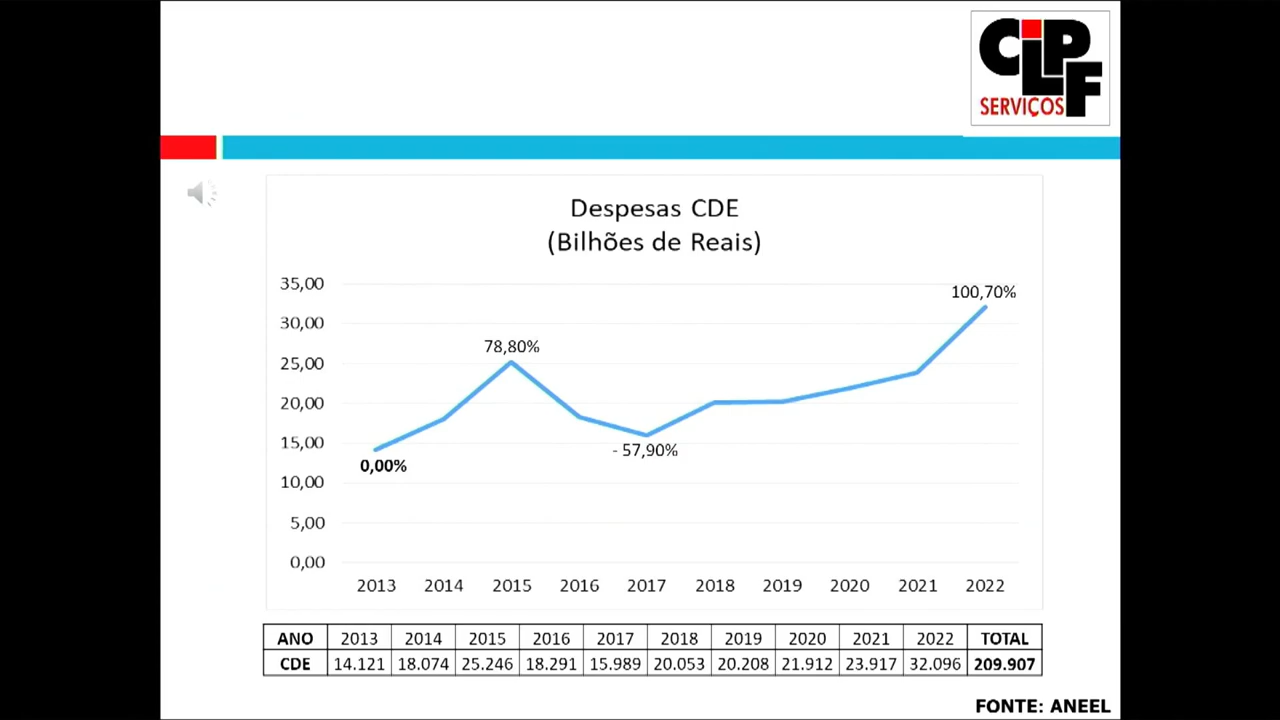 CLPF
SERVIÇOS
Despesas CDE
(Bilhões de Reais)
35,00
100,70%
30,00
78,80%
25,00
20,00
15,00
- 57,90%
0,00%
10,00
5,00
0,00
2013 2014 2015 2016 2017 2018 2019 2020 2021 2022
ANO 2013 2014 2015 2016 2017 2018 2019 2020 2021 2022 TOTAL
CDE 14.121 18.074 25.246 18.291 15.989 20.053 20.208 21.912 23.917 32.096 209.907
FONTE: ANEEL